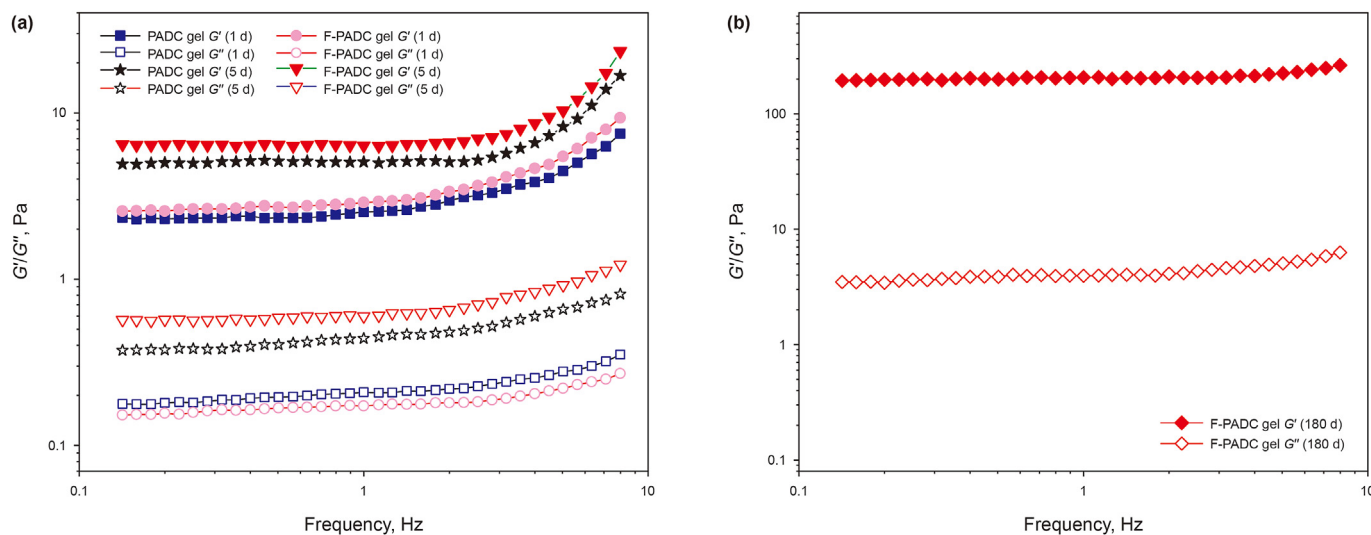 (a)
PADC gel G′ (1 d)
PADC gel G″ (1 d)
PADC gel G′ (5 d)
PADC gel G″ (5 d)
F-PADC gel G′ (1 d)
F-PADC gel G″ (1 d)
F-PADC gel G′ (5 d)
F-PADC gel G″ (5 d)
G′/G″, Pa
10
1
0.1
0.1
1
10
Frequency, Hz
(b)
G′/G″, Pa
100
10
1
0.1
F-PADC gel G′ (180 d)
F-PADC gel G″ (180 d)
0.1
1
10
Frequency, Hz